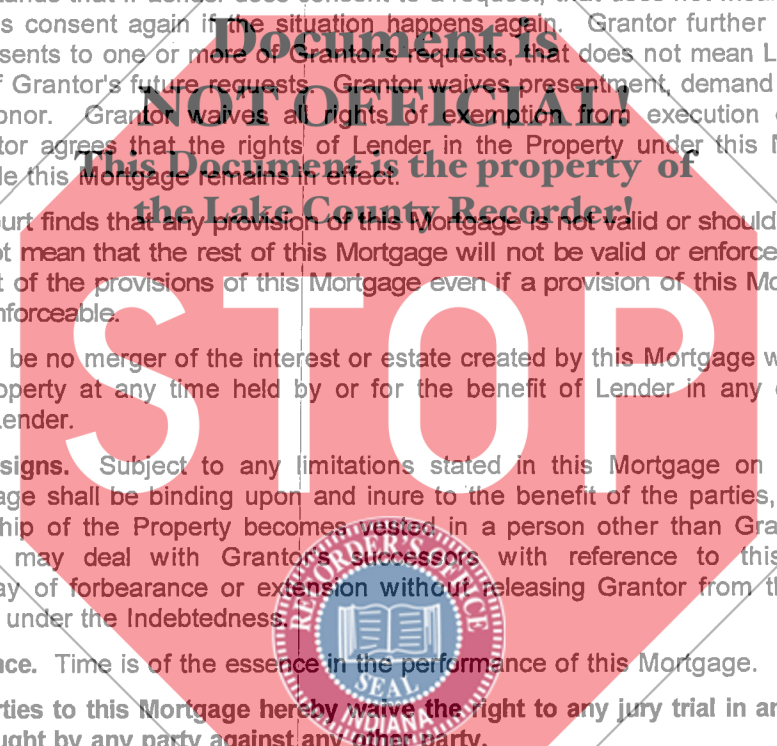 s consent again if the situation happens again. Grantor further
Document is
sents to one or more of Grantor's requests, that does not mean L
f Grantor's future requests. Grantor waives presentment, demand
NOT OFFICIAL!
onor. Grantor waives all rights of exemption from execution
tor agrees that the rights of Lender in the Property under this
This Document is the property of
le this Mortgage remains in effect.
the Lake County Recorder!
urt finds that any provision of this Mortgage is not valid or should
ot mean that the rest of this Mortgage will not be valid or enforce
t of the provisions of this Mortgage even if a provision of this Mo
nforceable.
STOP
be no merger of the interest or estate created by this Mortgage w
operty at any time held by or for the benefit of Lender in any
Lender.
signs. Subject to any limitations stated in this Mortgage on
age shall be binding upon and inure to the benefit of the parties,
hip of the Property becomes vested in a person other than Gra
may deal with Grantor's successors with reference to this
ay of forbearance or extension without releasing Grantor from th
under the Indebtedness.
RECORDER'S OFFICE
SEAL
INDIANA
nce. Time is of the essence in the performance of this Mortgage.
rties to this Mortgage hereby waive the right to any jury trial in an
ught by any party against any other party.